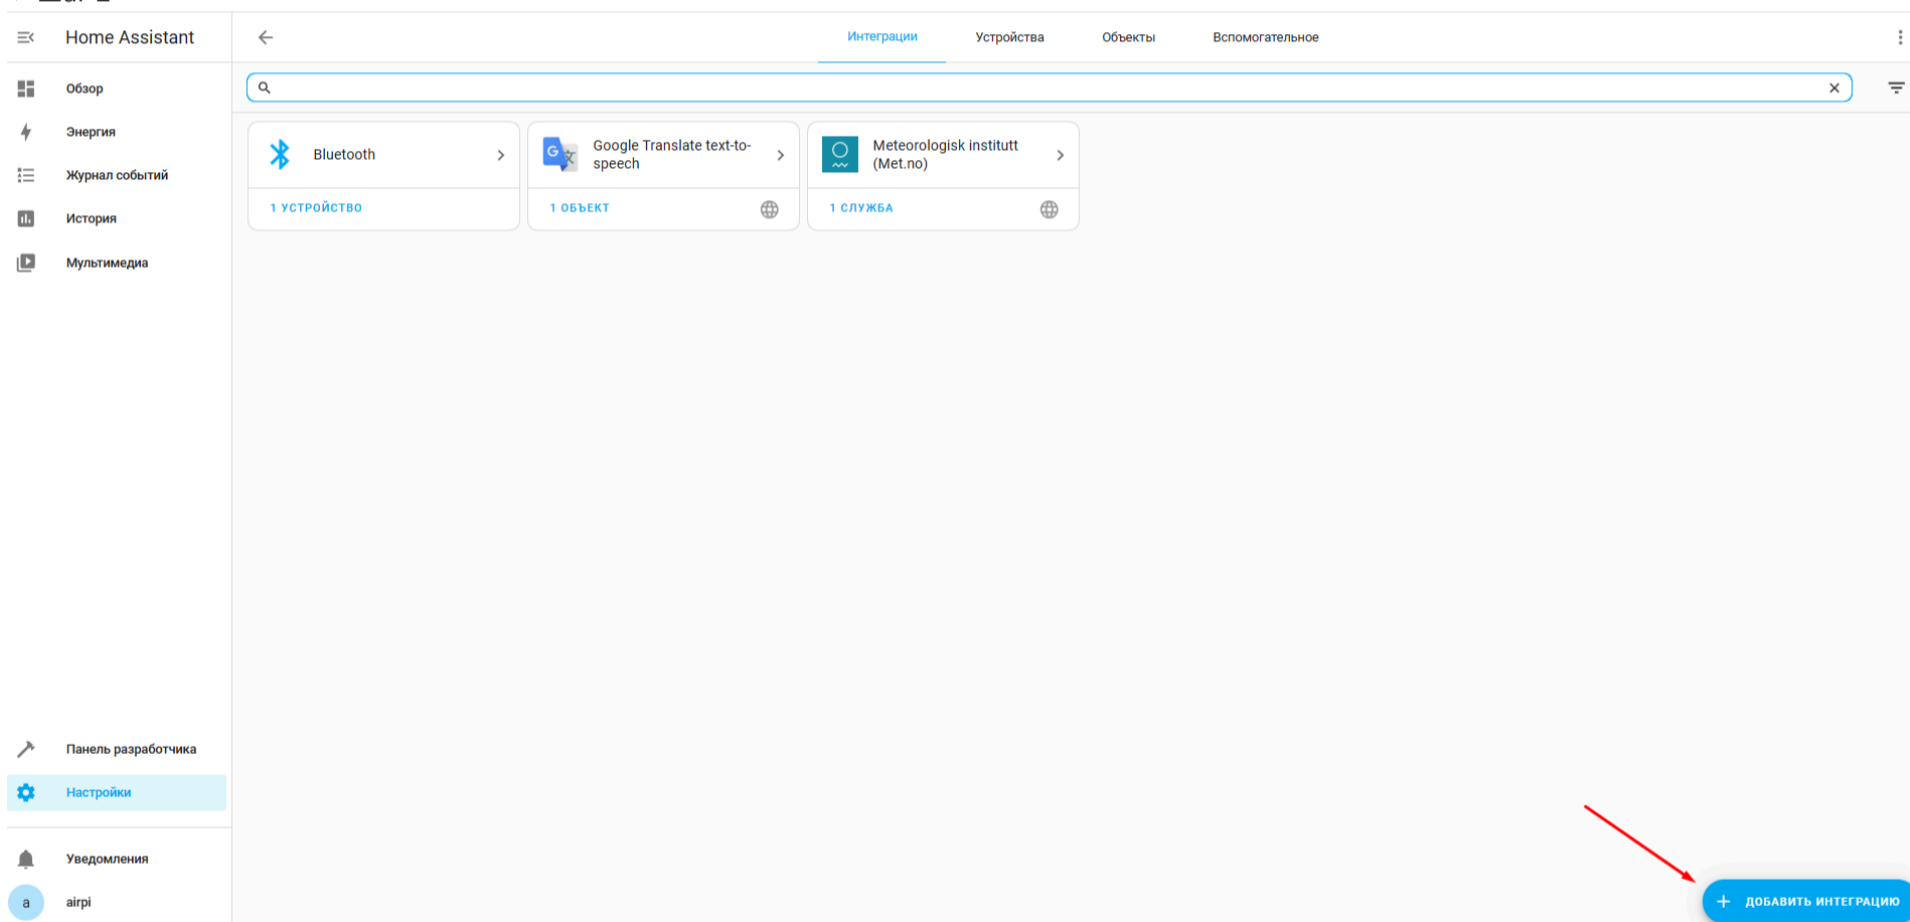 Home Assistant
Интеграции
Устройства
Объекты
Вспомогательное
Обзор
Энергия
Журнал событий
История
Мультимедиа
Bluetooth
1 УСТРОЙСТВО
Google Translate text-to-
speech
1 ОБЪЕКТ
Meteorologisk institutt
(Met.no)
1 СЛУЖБА
Панель разработчика
Настройки
Уведомления
a
airpi
ДОБАВИТЬ ИНТЕГРАЦИЮ